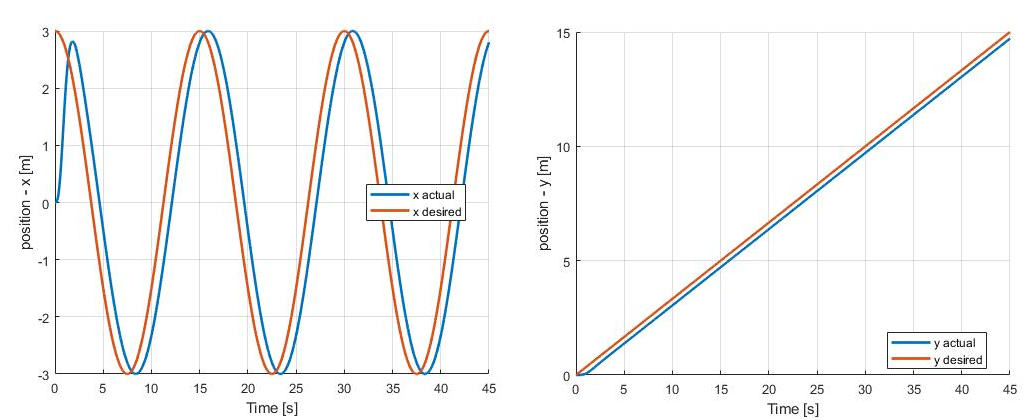 3
2
1
0
-1
-2
-3
position - x [m]
x actual
x desired
0 5 10 15 20 25 30 35 40 45
Time [s]
15
10
5
0
position - y [m]
y actual
y desired
0 5 10 15 20 25 30 35 40 45
Time [s]